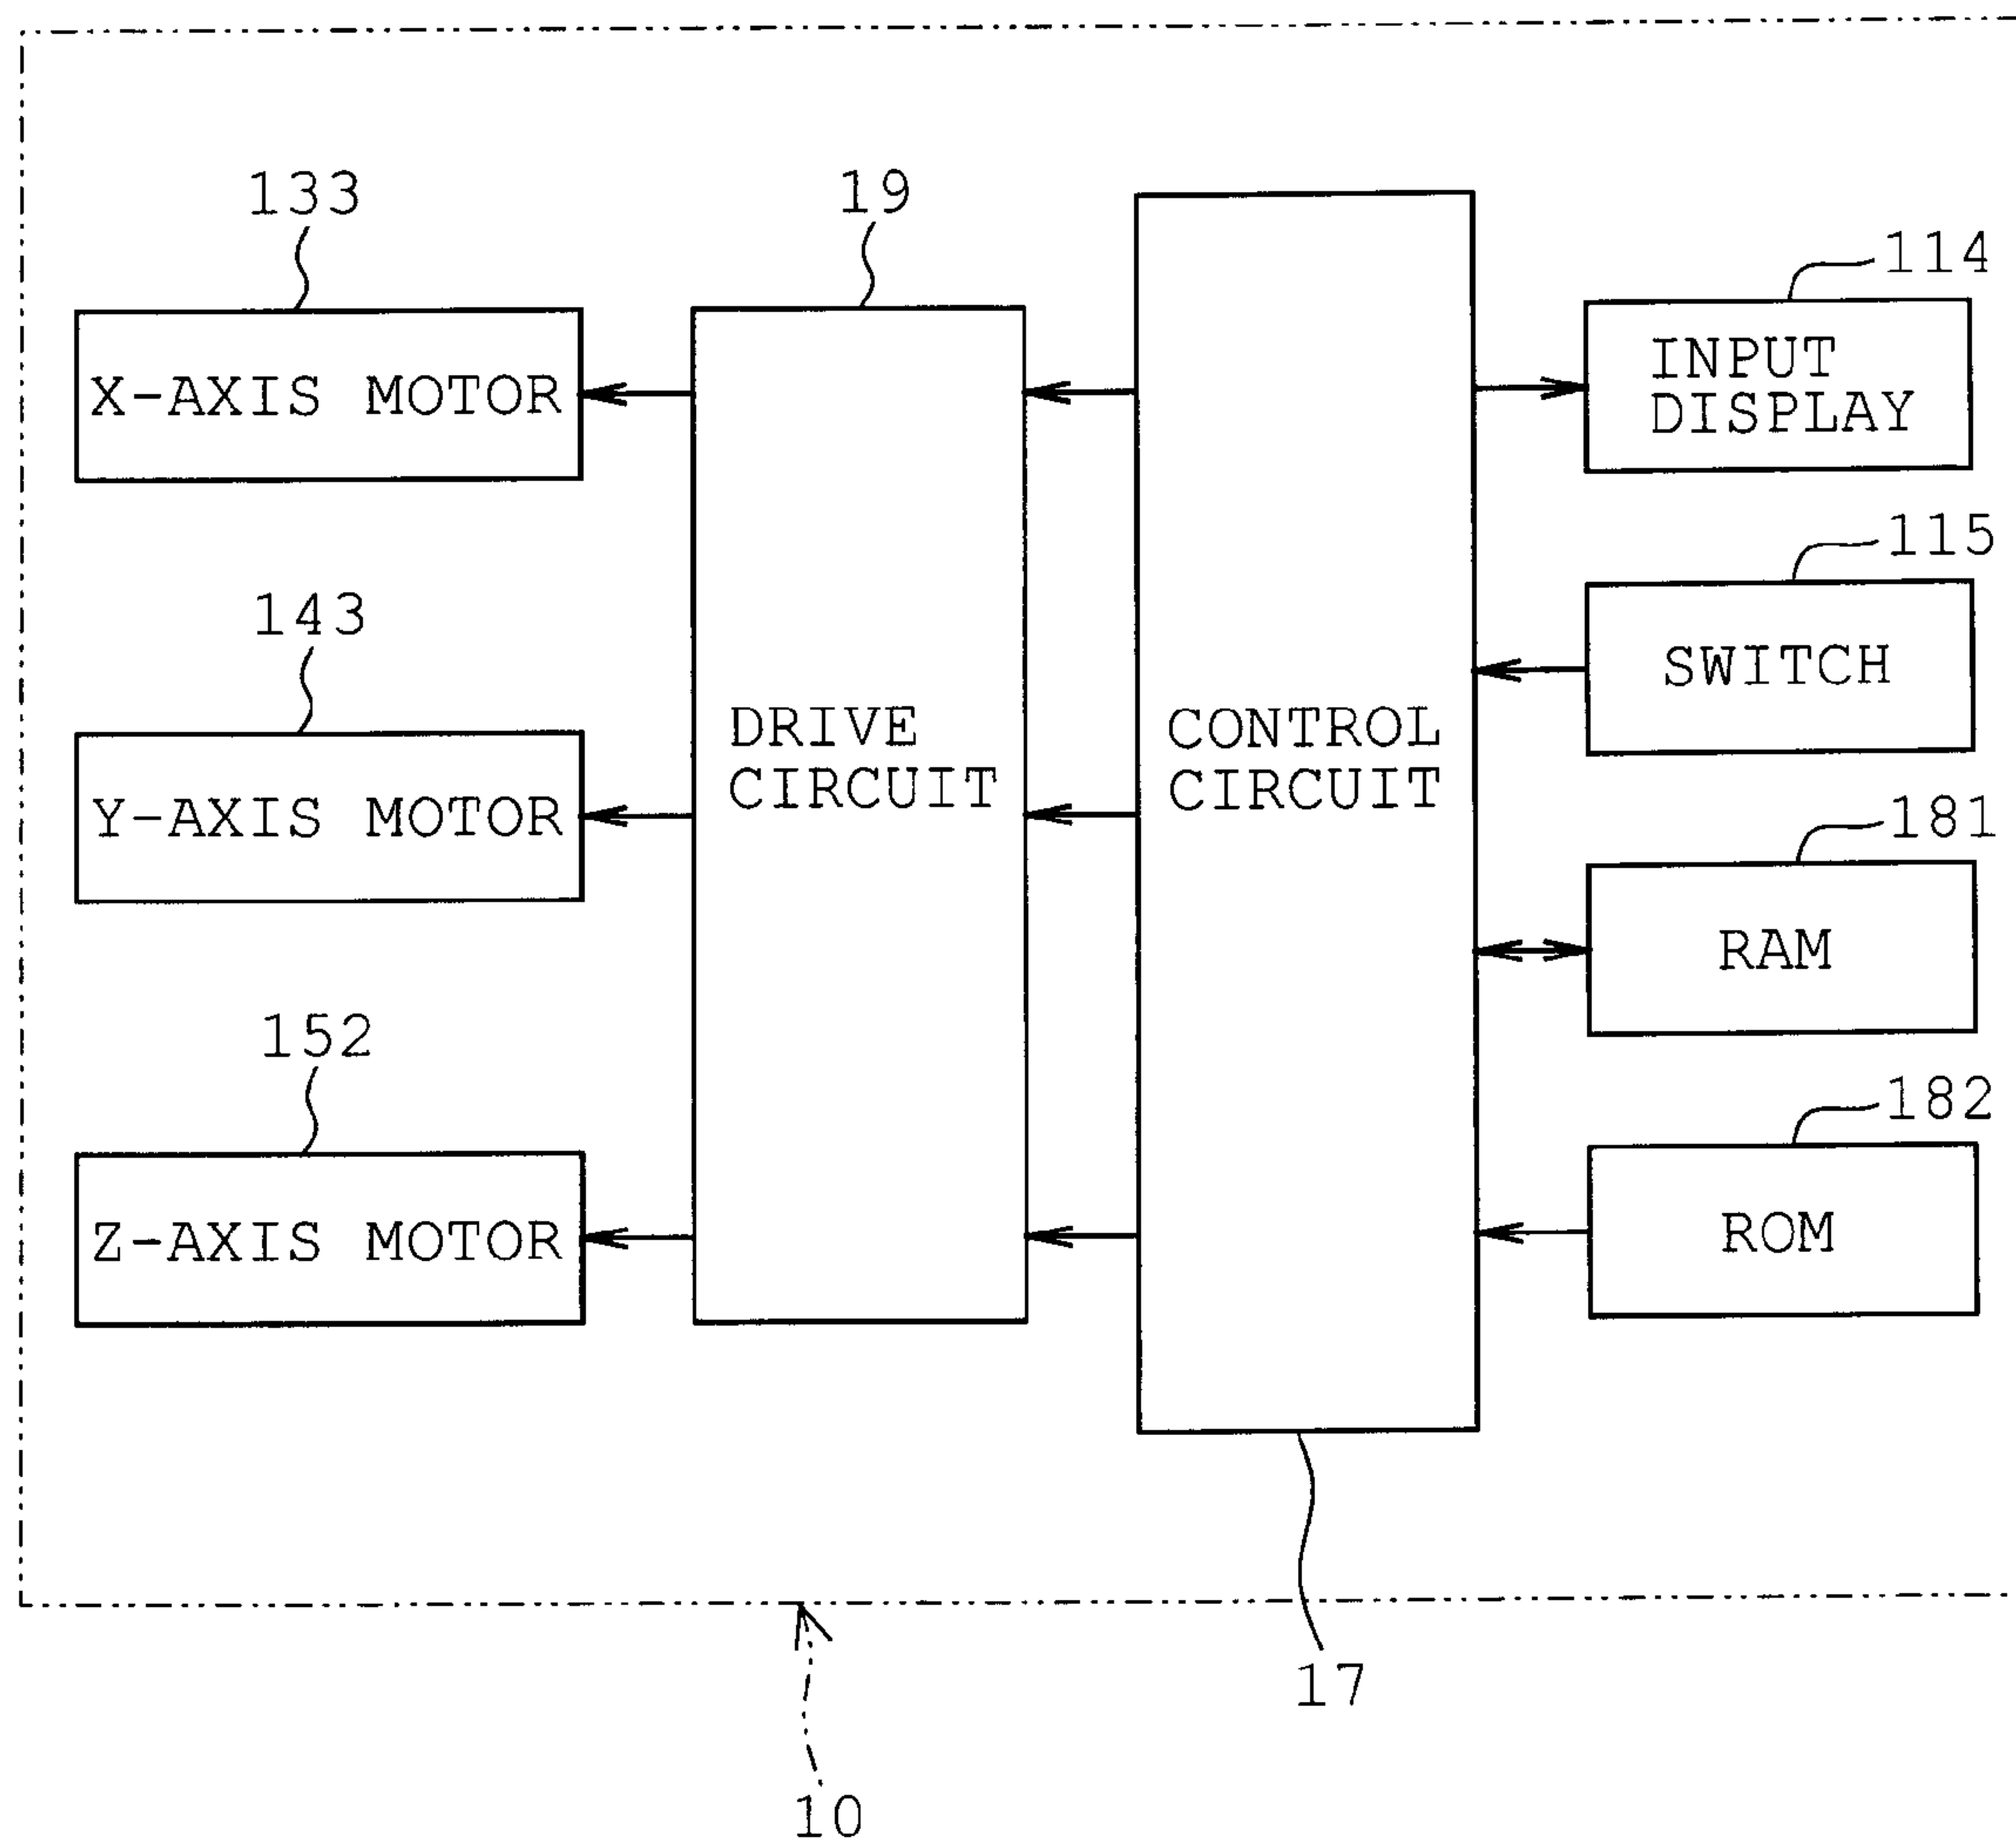 133
19
114
X-AXIS MOTOR
INPUT
DISPLAY
115
143
SWITCH
DRIVE
CIRCUIT
CONTROL
CIRCUIT
Y-AXIS MOTOR
181
RAM
152
182
Z-AXIS MOTOR
ROM
17
10